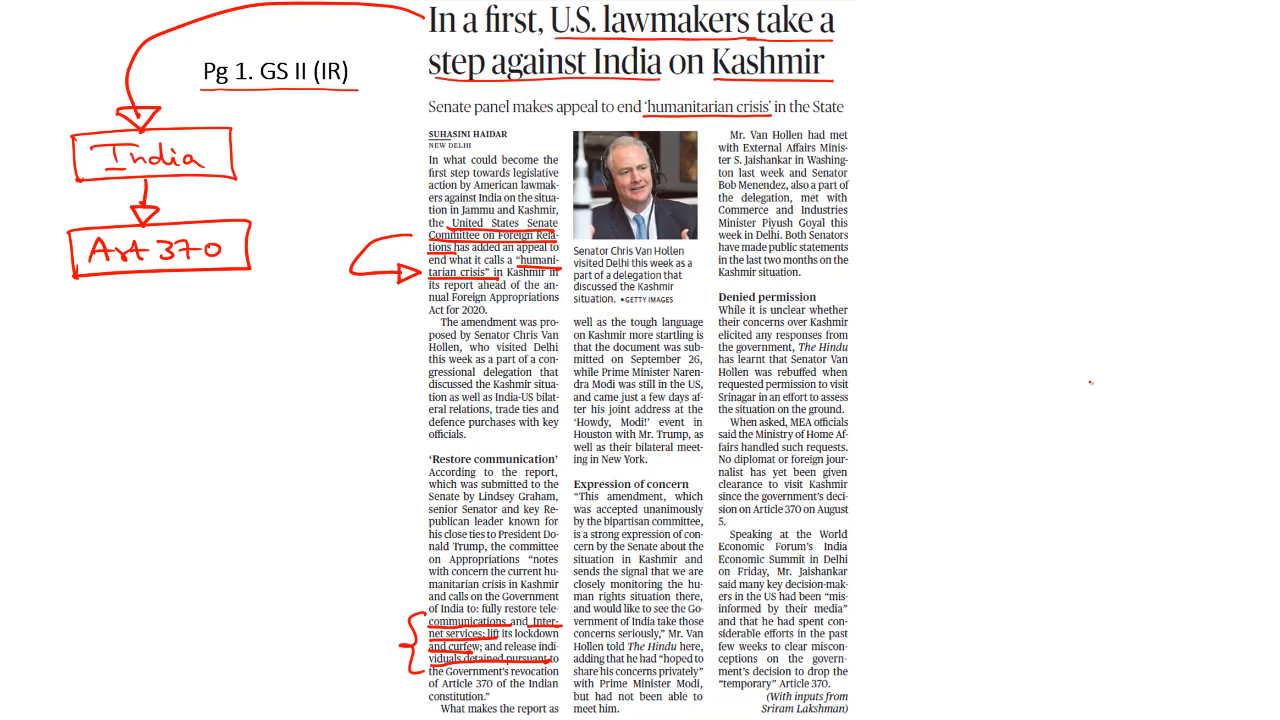 In a first, U.S. lawmakers take a
step against India on Kashmir
Pg 1. GS II (IR)
Senate panel makes appeal to end ‘humanitarian crisis’ in the State
India
Art 370
SUHASINI HAIDAR
NEW DELHI
In what could become the
first step towards legislative
action by American lawmak-
ers against India on the situa-
tion in Jammu and Kashmir,
the United States Senate
Committee on Foreign Rela-
tions has added an appeal to
end what it calls a “humani-
tarian crisis” in Kashmir in
its report ahead of the an-
nual Foreign Appropriations
Act for 2020.
The amendment was pro-
posed by Senator Chris Van
Hollen, who visited Delhi
this week as a part of a con-
gressional delegation that
discussed the Kashmir situa-
tion as well as India-US bilat-
eral relations, trade ties and
defence purchases with key
officials.
‘Restore communication’
According to the report,
which was submitted to the
Senate by Lindsey Graham,
senior Senator and key Re-
publican leader known for
his close ties to President Do-
nald Trump, the committee
on Appropriations “notes
with concern the current hu-
manitarian crisis in Kashmir
and calls on the Government
of India to: fully restore tele-
communications and Inter-
net services; lift its lockdown
and curfew; and release indi-
viduals detained pursuant to
the Government’s revocation
of Article 370 of the Indian
constitution.”
What makes the report as
Senator Chris Van Hollen
visited Delhi this week as a
part of a delegation that
discussed the Kashmir
situation. ▪GETTY IMAGES
well as the tough language
on Kashmir more startling is
that the document was sub-
mitted on September 26,
while Prime Minister Naren-
dra Modi was still in the US,
and came just a few days af-
ter his joint address at the
‘Howdy, Modi!’ event in
Houston with Mr. Trump, as
well as their bilateral meet-
ing in New York.
Expression of concern
“This amendment, which
was accepted unanimously
by the bipartisan committee,
is a strong expression of con-
cern by the Senate about the
situation in Kashmir and
sends the signal that we are
closely monitoring the hu-
man rights situation there,
and would like to see the Go-
vernment of India take those
concerns seriously,” Mr. Van
Hollen told The Hindu here,
adding that he had “hoped to
share his concerns privately”
with Prime Minister Modi,
but had not been able to
meet him.
Mr. Van Hollen had met
with External Affairs Minis-
ter S. Jaishankar in Washing-
ton last week and Senator
Bob Menendez, also a part of
the delegation, met with
Commerce and Industries
Minister Piyush Goyal this
week in Delhi. Both Senators
have made public statements
in the last two months on the
Kashmir situation.
Denied permission
While it is unclear whether
their concerns over Kashmir
elicited any responses from
the government, The Hindu
has learnt that Senator Van
Hollen was rebuffed when
requested permission to visit
Srinagar in an effort to assess
the situation on the ground.
When asked, MEA officials
said the Ministry of Home Af-
fairs handled such requests.
No diplomat or foreign jour-
nalist has yet been given
clearance to visit Kashmir
since the government’s deci-
sion on Article 370 on August
5.
Speaking at the World
Economic Forum’s India
Economic Summit in Delhi
on Friday, Mr. Jaishankar
said many key decision-mak-
ers in the US had been “mis-
informed by their media”
and that he had spent con-
siderable efforts in the past
few weeks to clear miscon-
ceptions on the govern-
ment’s decision to drop the
“temporary” Article 370.
(With inputs from
Sriram Lakshman)